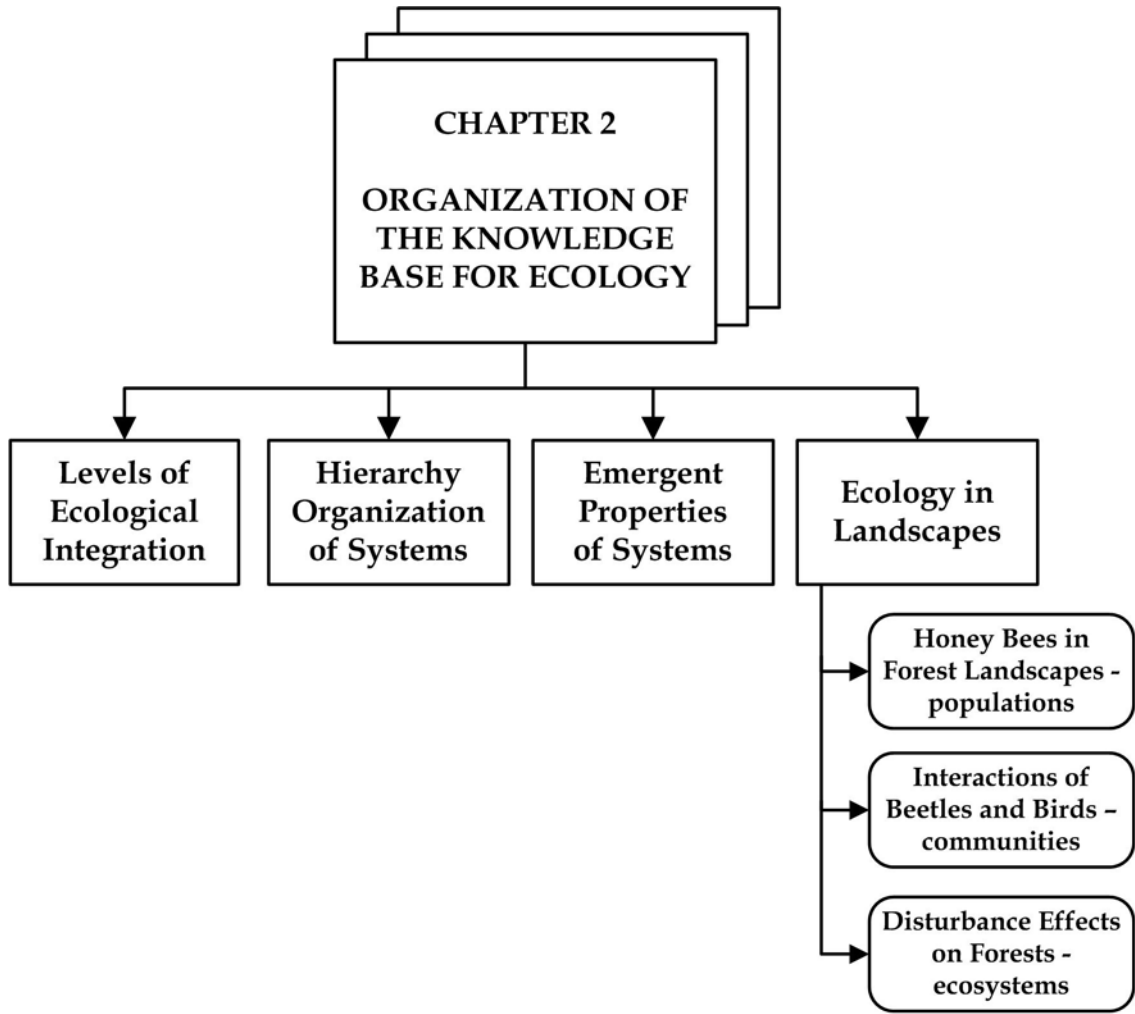 CHAPTER 2
ORGANIZATION OF
THE KNOWLEDGE
BASE FOR ECOLOGY
Levels of
Ecological
Integration
Hierarchy
Organization
of Systems
Emergent
Properties
of Systems
Ecology in
Landscapes
Honey Bees in
Forest Landscapes -
populations
Interactions of
Beetles and Birds –
communities
Disturbance Effects
on Forests -
ecosystems